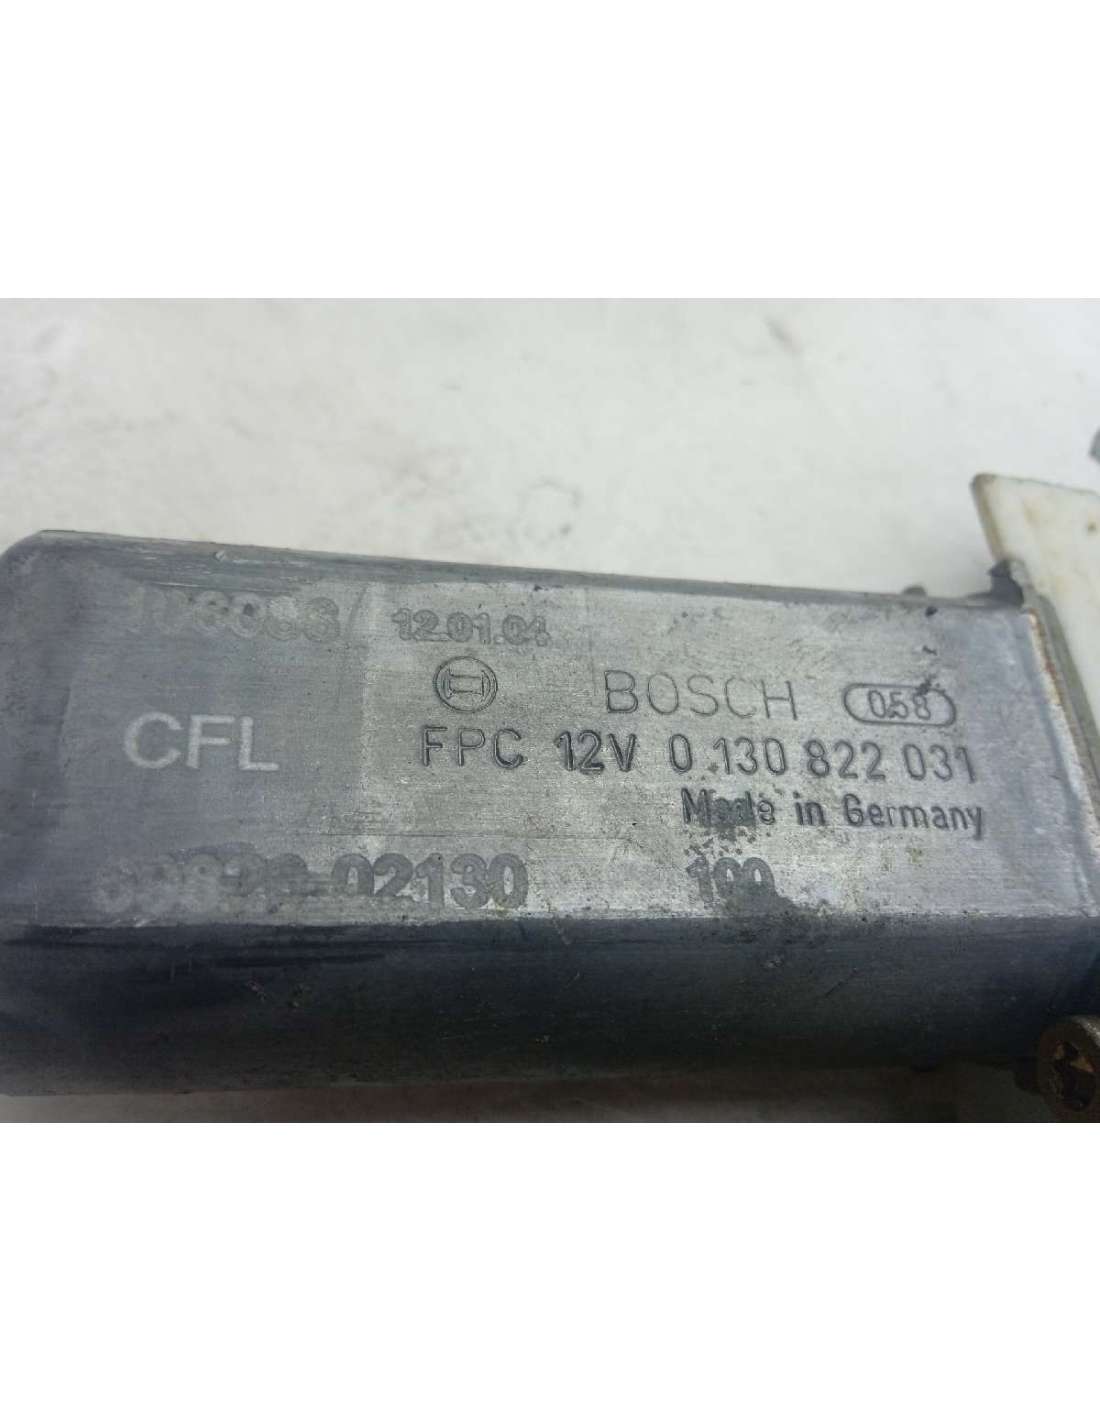 12.01.04
BOSCH 058
CFL
FPC 12V 0 130 822 031
Made in Germany
02130 100